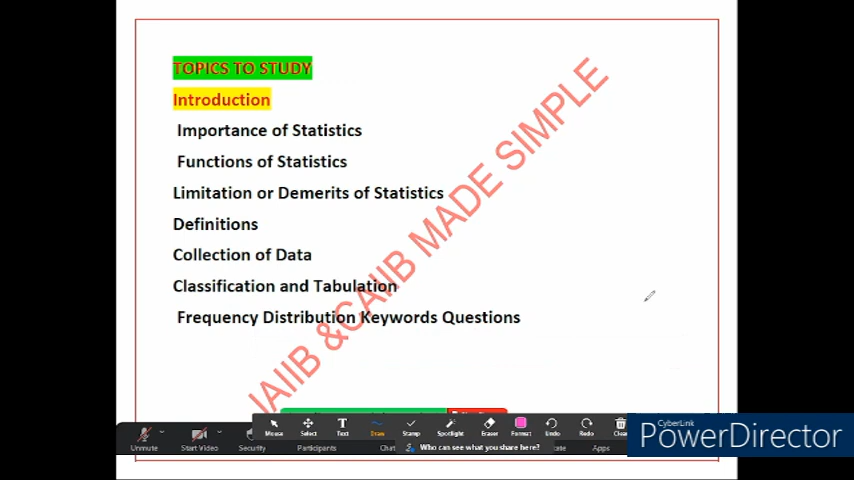 TOPICS TO STUDY
Introduction
Importance of Statistics
Functions of Statistics
Limitation or Demerits of Statistics
Definitions
Collection of Data
Classification and Tabulation
Frequency Distribution Keywords Questions
JAIIB &CAIIB MADE SIMPLE
Mouse Select Text Draw Stamp Spotlight Eraser Format Undo Redo Clear
Unmute Start Video Security Participants Chat Who can see what you share here? Apps
CyberLink
PowerDirector